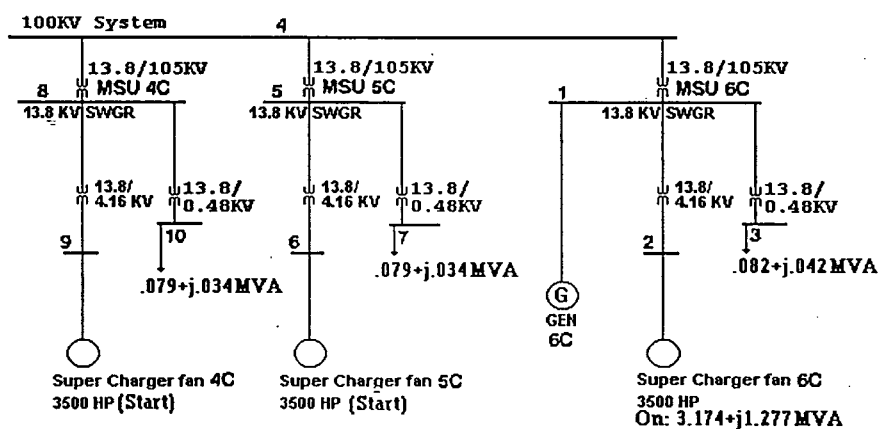 100KV System
4
13.8/105KV
MSU 4C
8
13.8 KV SWGR
13.8/
4.16 KV
13.8/
0.48KV
9
10
.079+j.034MVA
Super Charger fan 4C
3500 HP (Start)
13.8/105KV
MSU 5C
5
13.8 KV SWGR
13.8/
4.16 KV
13.8/
0.48KV
6
7
.079+j.034MVA
Super Charger fan 5C
3500 HP (Start)
13.8/105KV
MSU 6C
1
13.8 KV SWGR
13.8/
4.16 KV
13.8/
0.48KV
2
3
.082+j.042MVA
G
GEN
6C
Super Charger fan 6C
3500 HP
On: 3.174+j1.277MVA